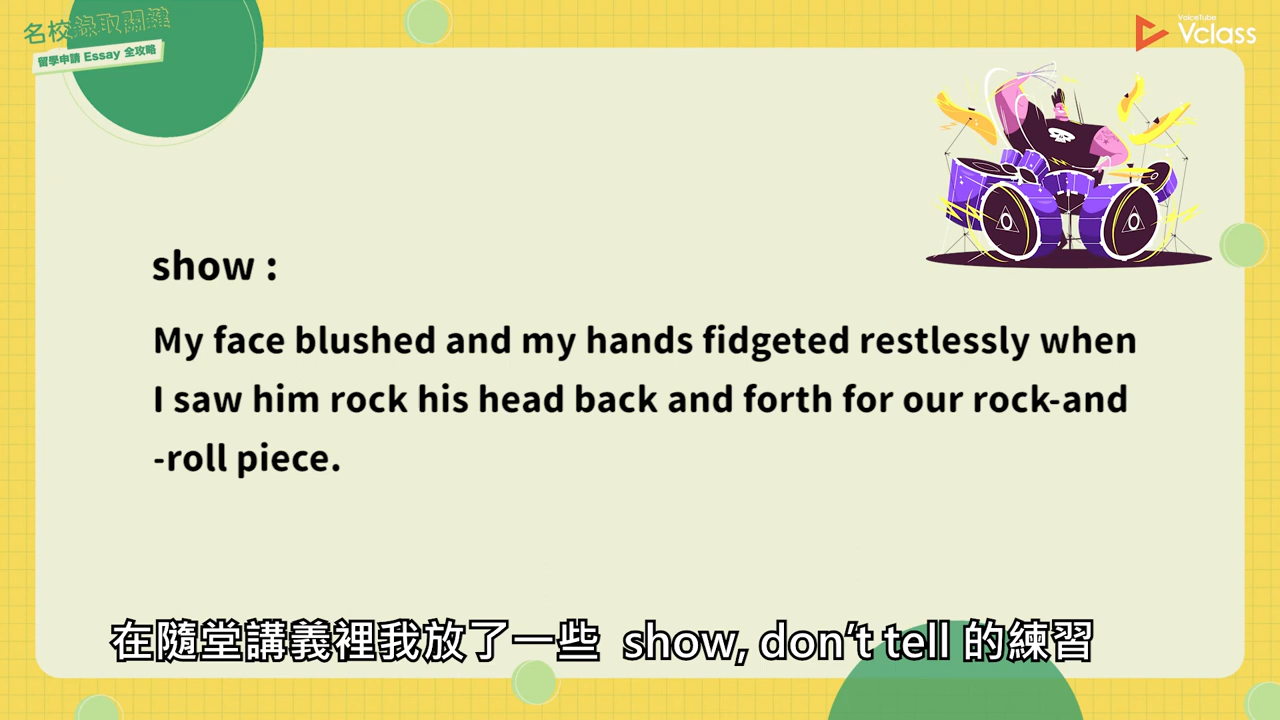 名校錄取關鍵
留學申請 Essay 全攻略
VoiceTube
Vclass
show :
My face blushed and my hands fidgeted restlessly when
I saw him rock his head back and forth for our rock-and
-roll piece.
在隨堂講義裡我放了一些 show, don't tell 的練習